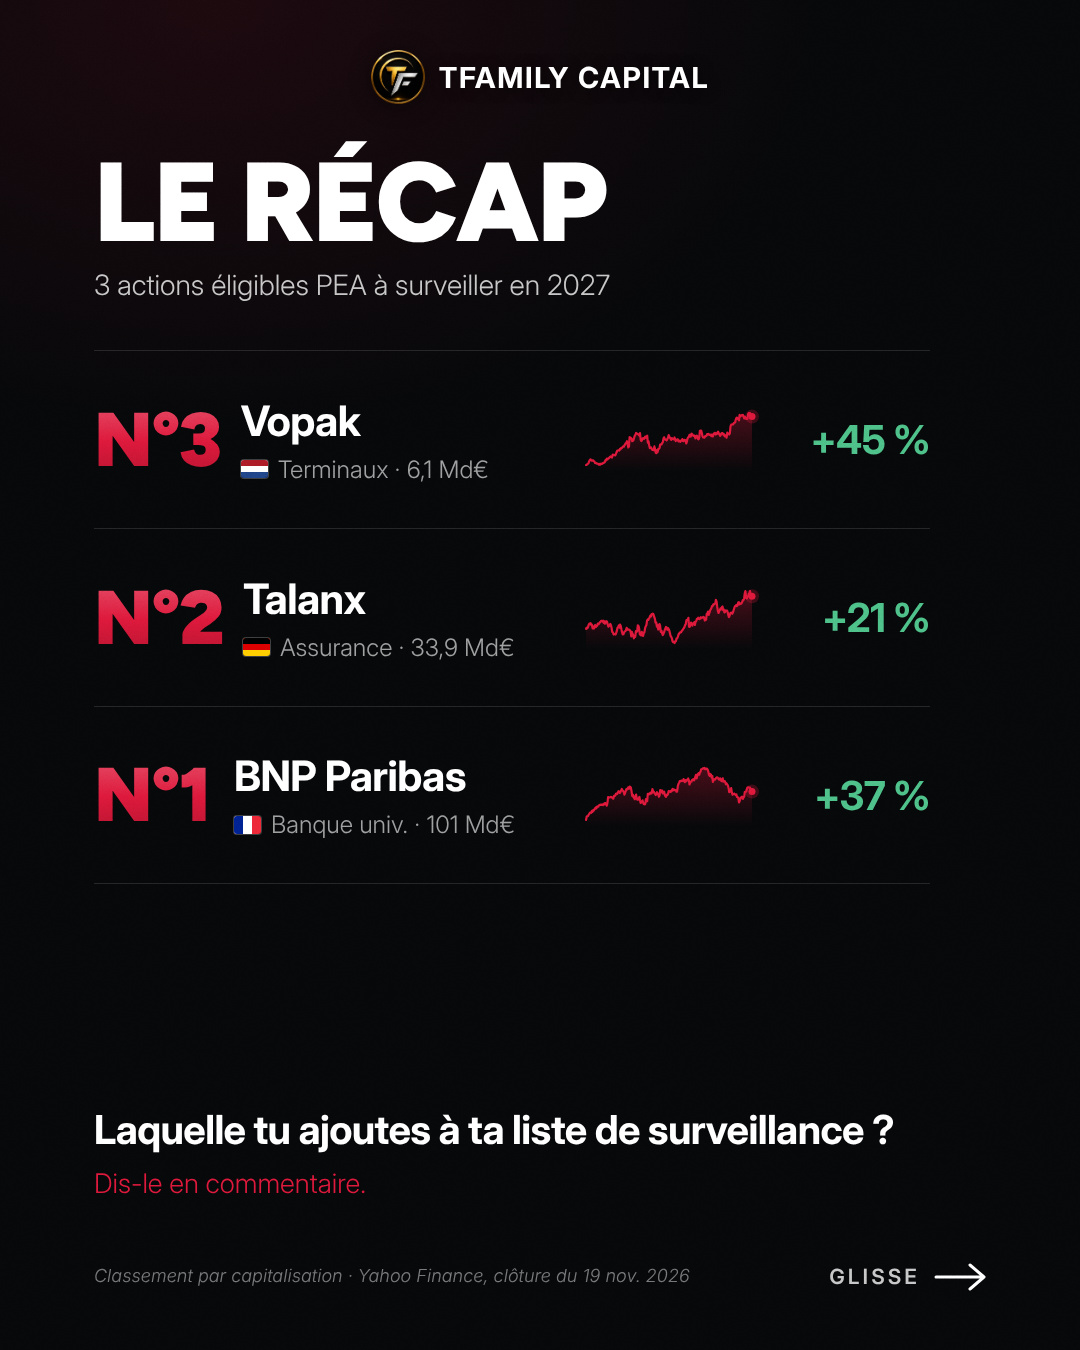 TF
TFAMILY CAPITAL
LE RÉCAP
3 actions éligibles PEA à surveiller en 2027
N°3 Vopak
Terminaux · 6,1 Md€
+45 %
N°2 Talanx
Assurance · 33,9 Md€
+21 %
N°1 BNP Paribas
Banque univ. · 101 Md€
+37 %
Laquelle tu ajoutes à ta liste de surveillance ?
Dis-le en commentaire.
Classement par capitalisation · Yahoo Finance, clôture du 19 nov. 2026
GLISSE